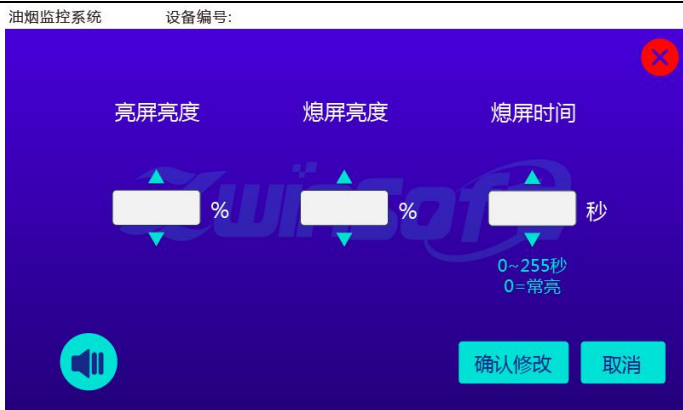 油烟监控系统 设备编号:
亮屏亮度 熄屏亮度 熄屏时间
ZwinSoft
% % 秒
0~255秒
0=常亮
确认修改 取消